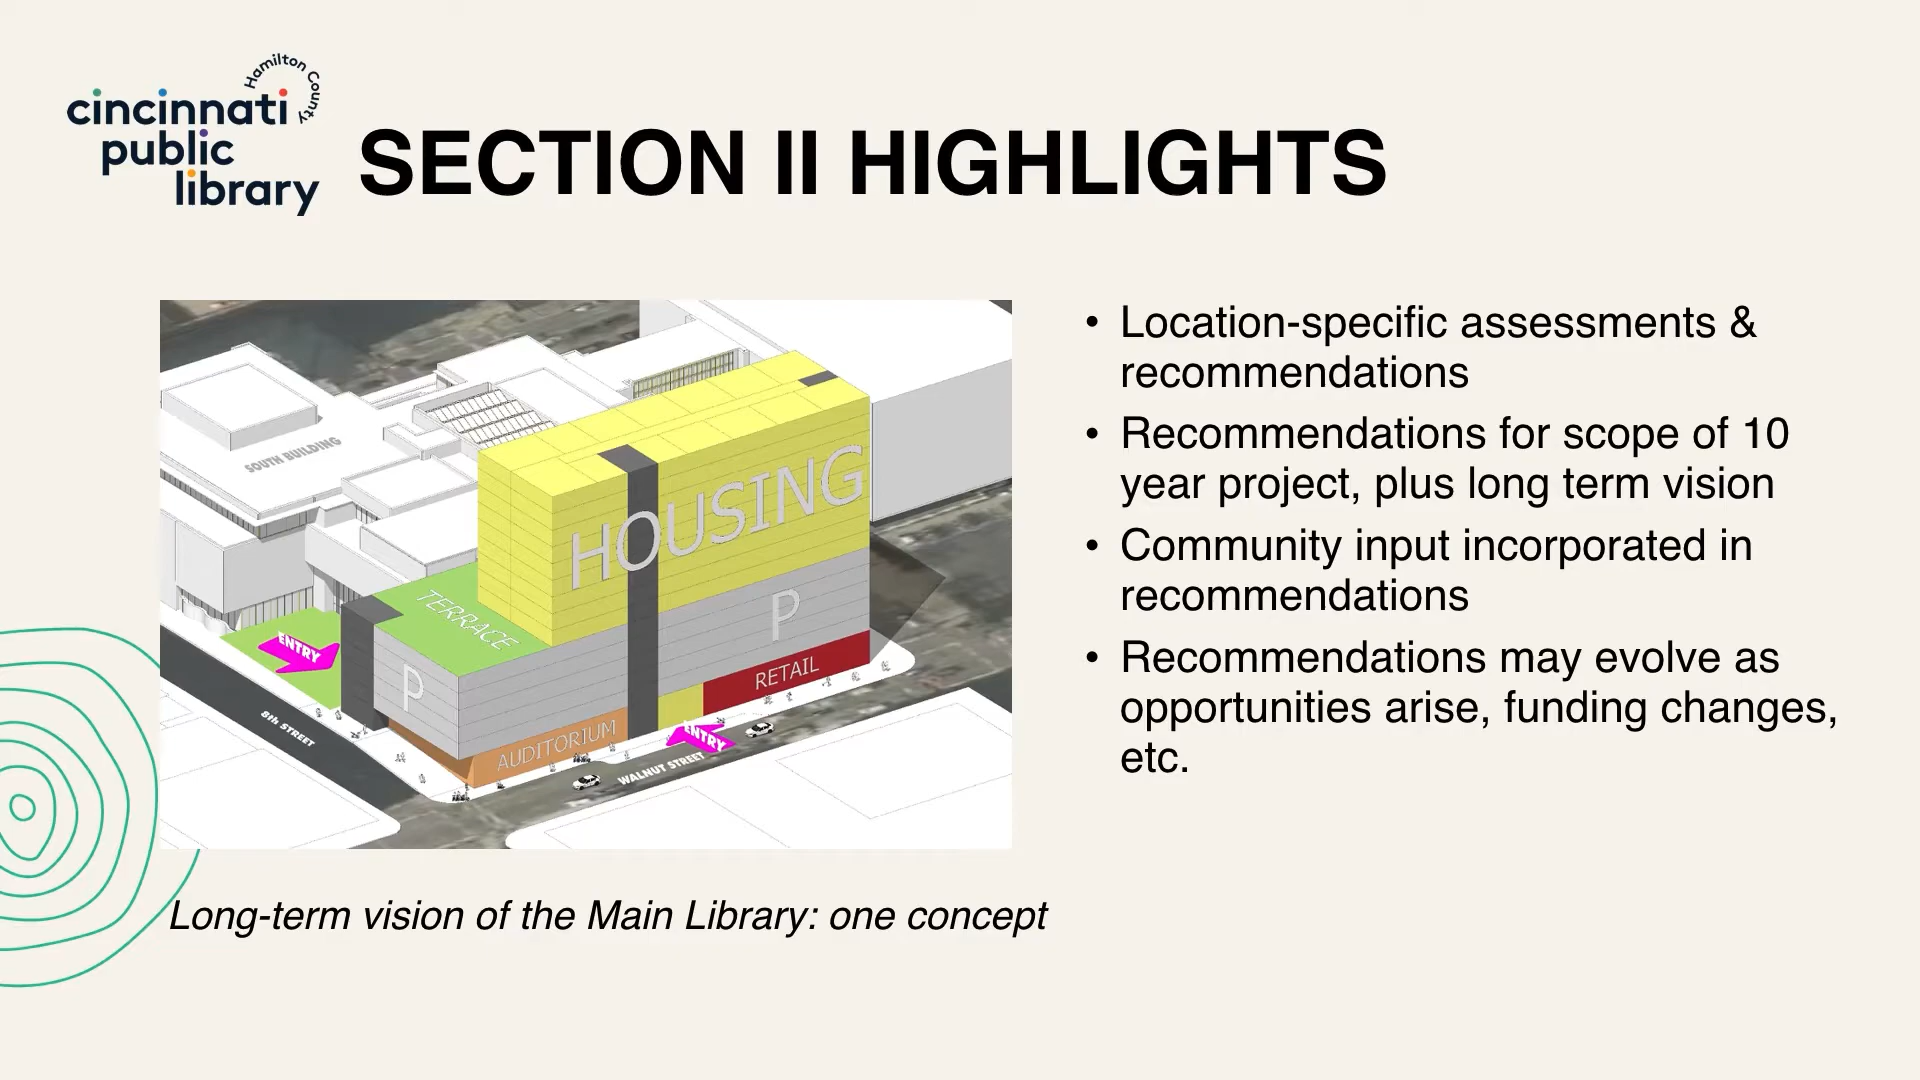 Hamilton County
cincinnati
public
library
SECTION II HIGHLIGHTS
SOUTH BUILDING
HOUSING
TERRACE
ENTRY
P
P
RETAIL
AUDITORIUM
ENTRY
8th STREET
WALNUT STREET
• Location-specific assessments &
recommendations
• Recommendations for scope of 10
year project, plus long term vision
• Community input incorporated in
recommendations
• Recommendations may evolve as
opportunities arise, funding changes,
etc.
Long-term vision of the Main Library: one concept